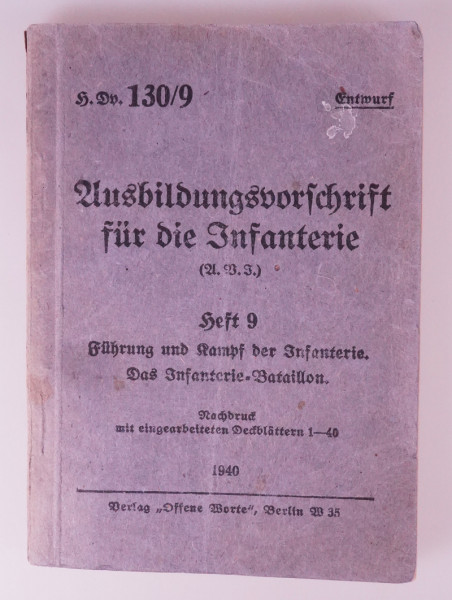 H. Dv. 130/9
Entwurf
Ausbildungsvorschrift
für die Infanterie
(A. V. I.)
Heft 9
Führung und Kampf der Infanterie.
Das Infanterie-Bataillon.
Nachdruck
mit eingearbeiteten Deckblättern 1—40
1940
Verlag „Offene Worte“, Berlin W 35